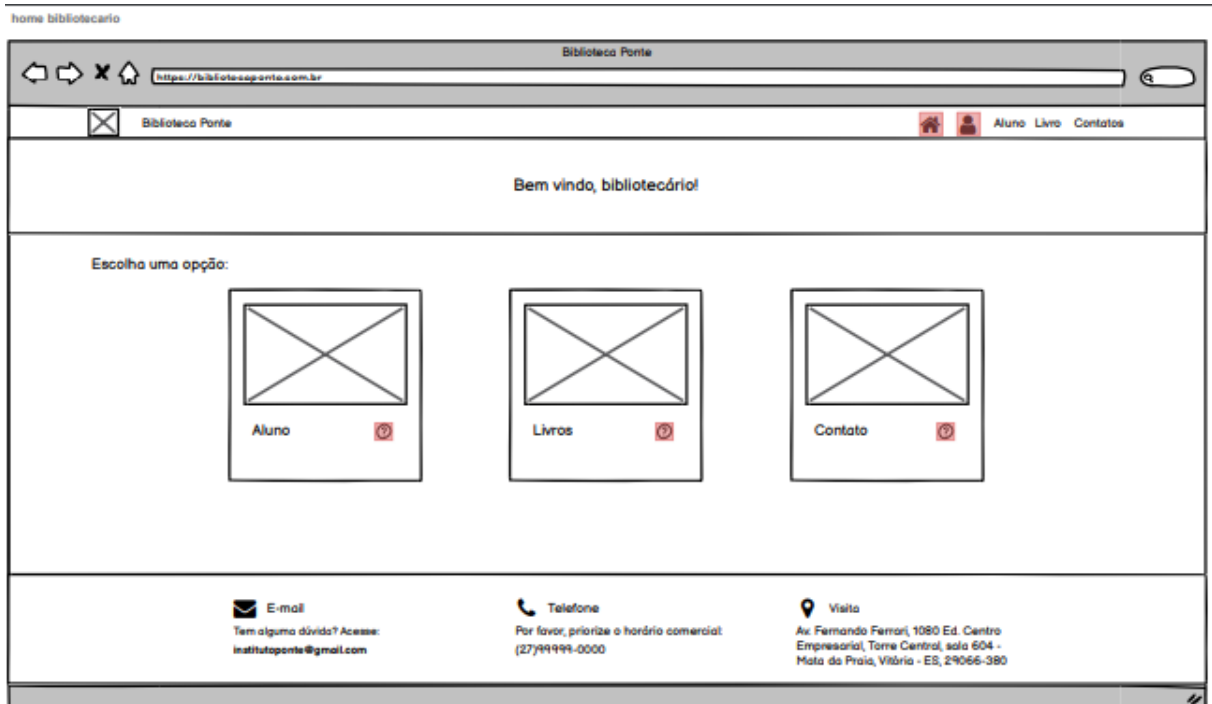 home bibliotecario
Biblioteca Ponte
https://bibliotecaponte.com.br
Biblioteca Ponte
Aluno Livro Contatos
Bem vindo, bibliotecário!
Escolha uma opção:
Aluno
Livros
Contato
E-mail
Tem alguma dúvida? Acesse:
institutoponte@gmail.com
Telefone
Por favor, priorize o horário comercial:
(27)99999-0000
Visita
Av. Fernando Ferrari, 1080 Ed. Centro
Empresarial, Torre Central, sala 604 -
Mata da Praia, Vitória - ES, 29066-380